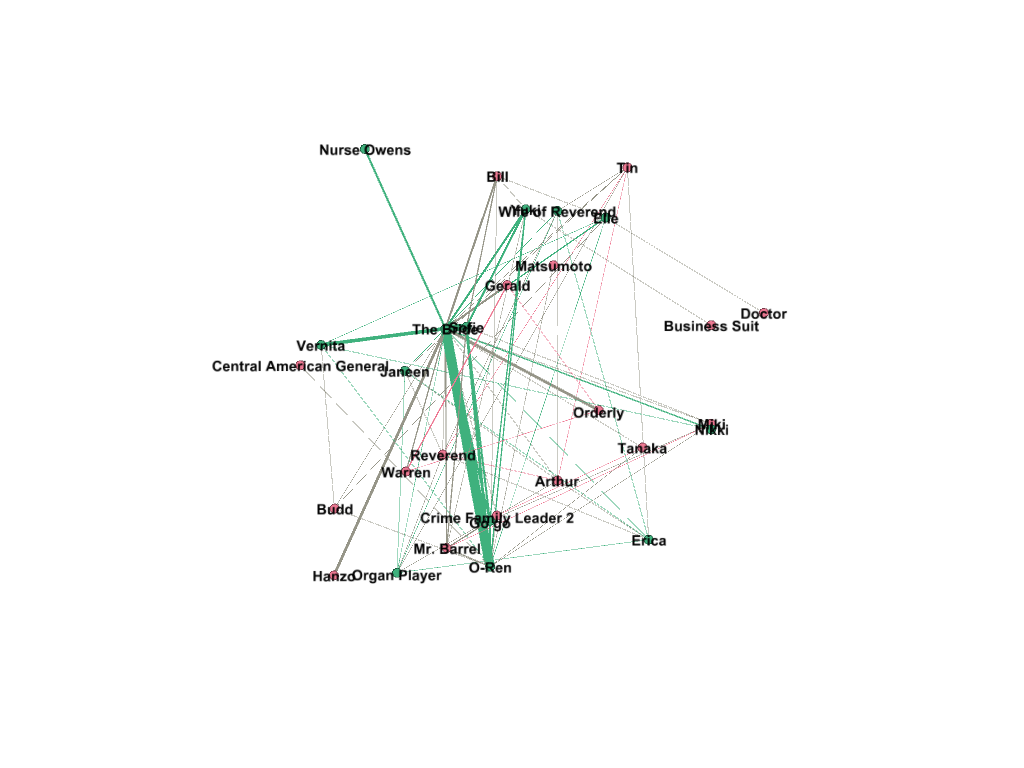 Nurse Owens
Tin
Bill
Yuki
Wife of Reverend
Elle
Matsumoto
Gerald
Doctor
Business Suit
The Bride
Sofie
Vernita
Central American General
Janeen
Orderly
Miki
Nikki
Tanaka
Reverend
Warren
Arthur
Budd
Crime Family Leader 2
Go go
Erica
Mr. Barrel
O-Ren
Hanzo
Organ Player